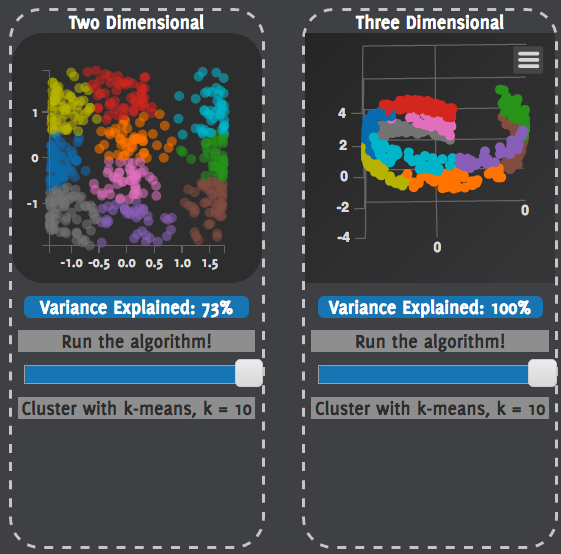 Two Dimensional
1
0
-1
-1.0 -0.5 0.0 0.5 1.0 1.5
Variance Explained: 73%
Run the algorithm!
Cluster with k-means, k = 10
Three Dimensional
4
2
0
-2
-4
0
0
Variance Explained: 100%
Run the algorithm!
Cluster with k-means, k = 10